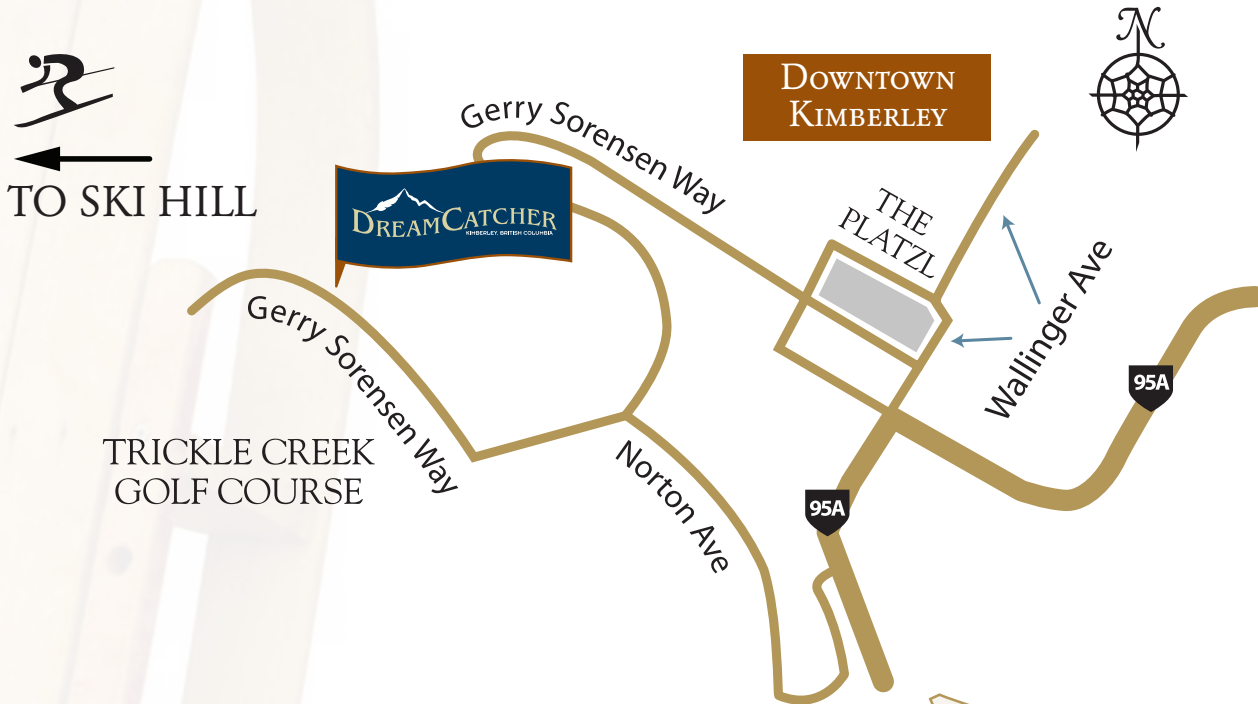 N
Downtown
Kimberley
Gerry Sorensen Way
TO SKI HILL
DreamCatcher
KIMBERLEY, BRITISH COLUMBIA
THE
PLATZL
Wallinger Ave
Gerry Sorensen Way
95A
TRICKLE CREEK
GOLF COURSE
Norton Ave
95A